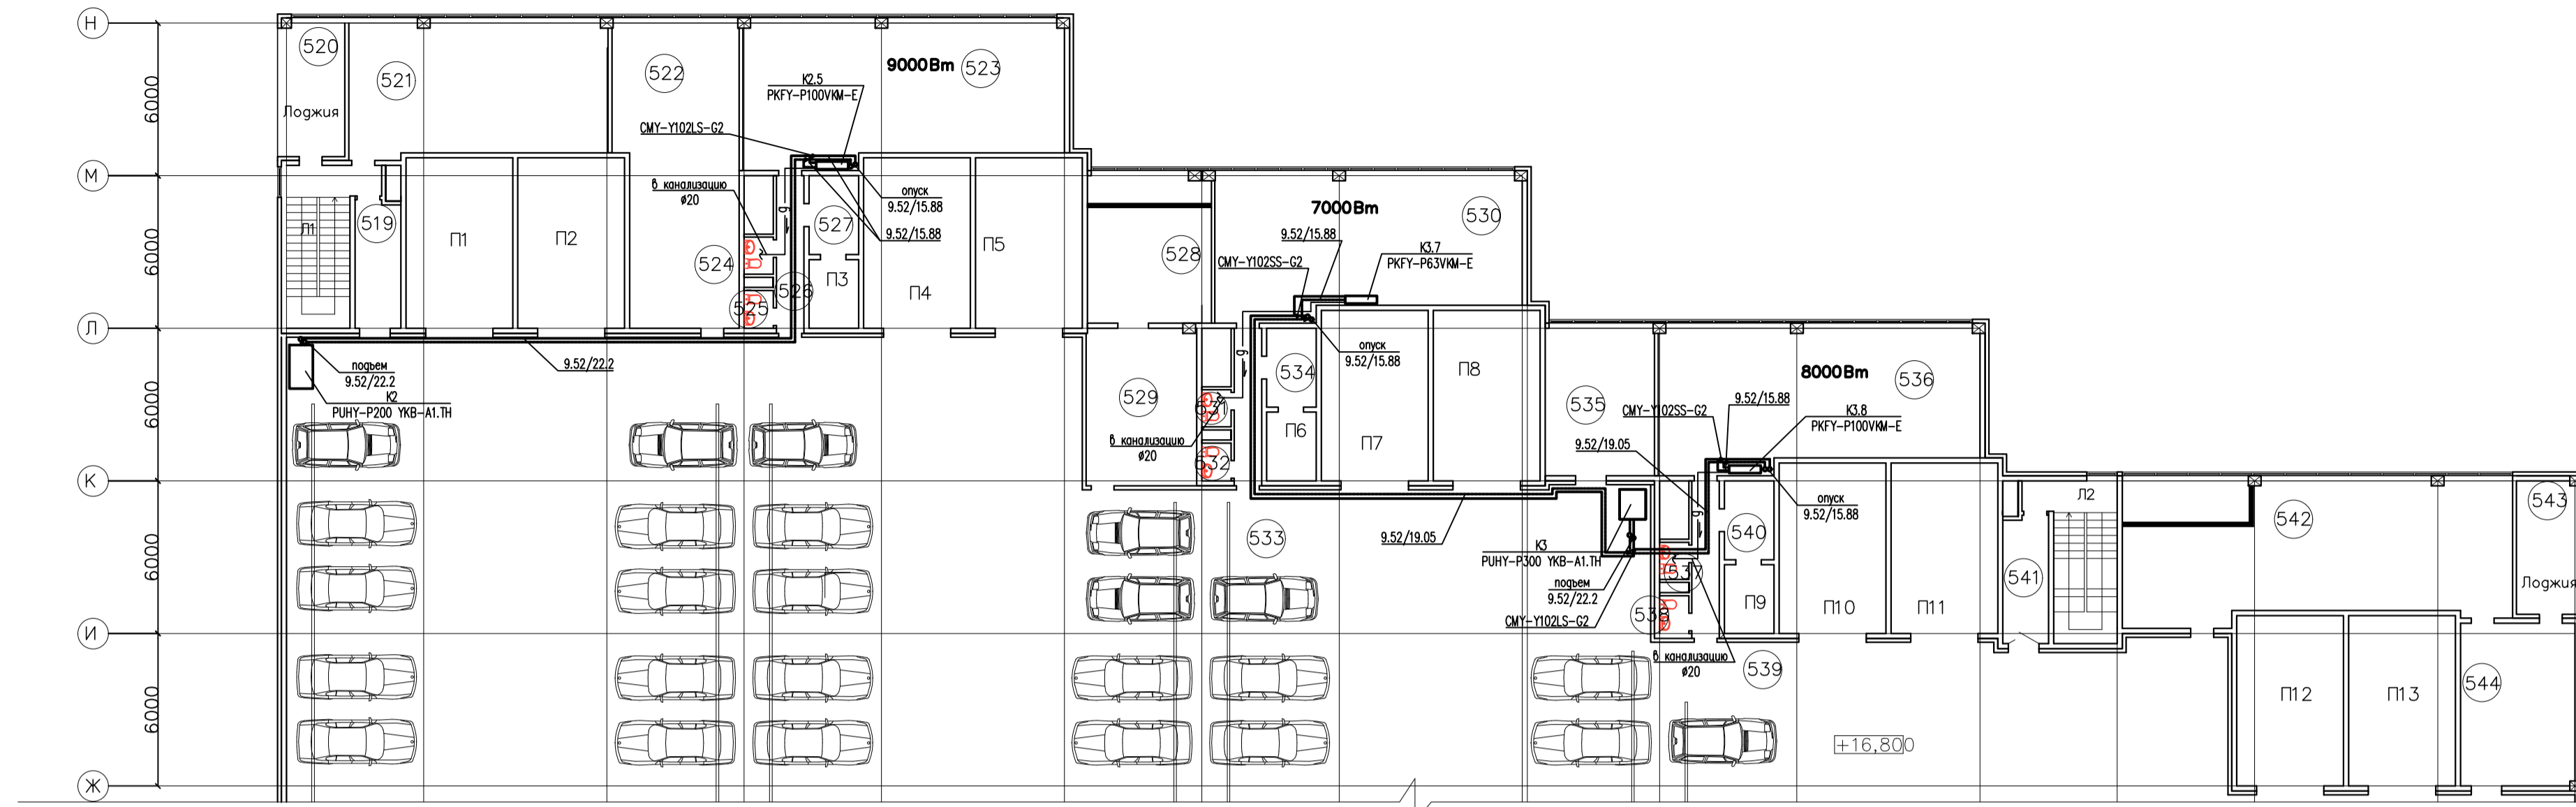 Н
М
Л
К
И
Ж
6000
6000
6000
6000
6000
520
Лоджия
521
522
9000Вт
523
К2.5
PKFY-P100VKM-E
CMY-Y102LS-G2
в канализацию
ø20
опуск
9.52/15.88
9.52/15.88
Л1
519
П1
П2
524
525
526
527
П3
П4
П5
g
подъем
9.52/22.2
К2
PUHY-P200 YKB-A1.TH
9.52/22.2
528
7000Вт
530
9.52/15.88
CMY-Y102SS-G2
К3.7
PKFY-P63VKM-E
опуск
9.52/15.88
g
529
в канализацию
ø20
531
532
534
П6
П7
П8
533
9.52/19.05
535
8000Вт
536
CMY-Y102SS-G2
9.52/15.88
К3.8
PKFY-P100VKM-E
9.52/19.05
опуск
9.52/15.88
К3
PUHY-P300 YKB-A1.TH
подъем
9.52/22.2
CMY-Y102LS-G2
g
537
538
540
П9
П10
П11
в канализацию
ø20
539
+16,800
541
Л2
542
543
Лоджия
П12
П13
544